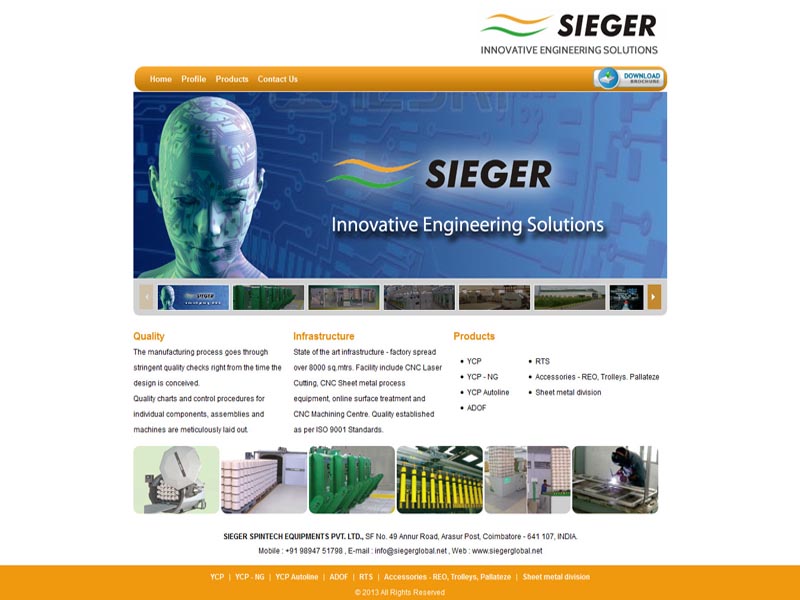 SIEGER
INNOVATIVE ENGINEERING SOLUTIONS
Home Profile Products Contact Us
DOWNLOAD
BROCHURE
SIEGER
Innovative Engineering Solutions
SIEGER
Quality
The manufacturing process goes through
stringent quality checks right from the time the
design is conceived.
Quality charts and control procedures for
individual components, assemblies and
machines are meticulously laid out.
Infrastructure
State of the art infrastructure - factory spread
over 8000 sq.mtrs. Facility include CNC Laser
Cutting, CNC Sheet metal process
equipment, online surface treatment and
CNC Machining Centre. Quality established
as per ISO 9001 Standards.
Products
YCP
YCP - NG
YCP Autoline
ADOF
RTS
Accessories - REO, Trolleys. Pallateze
Sheet metal division
SIEGER SPINTECH EQUIPMENTS PVT. LTD., SF No. 49 Annur Road, Arasur Post, Coimbatore - 641 107, INDIA.
Mobile : +91 98947 51798 , E-mail : info@siegerglobal.net , Web : www.siegerglobal.net
YCP | YCP - NG | YCP Autoline | ADOF | RTS | Accessories - REO, Trolleys, Pallateze | Sheet metal division
© 2013 All Rights Reserved